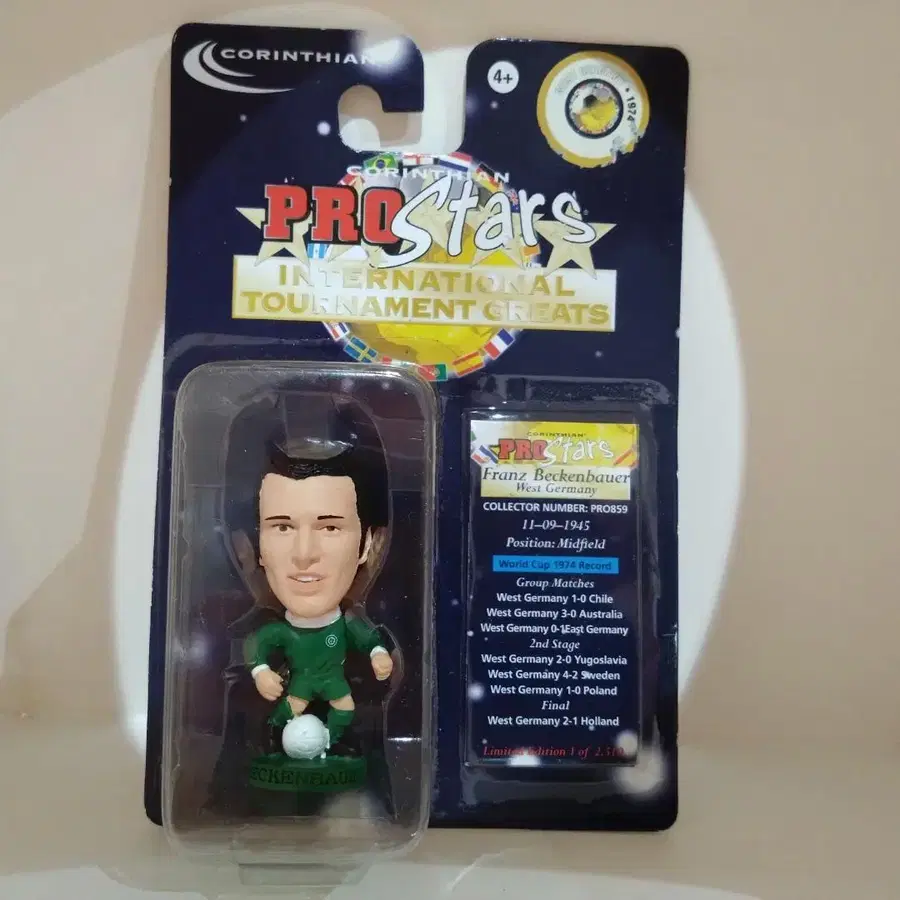 CORINTHIAN
4+
1974
CORINTHIAN
PROStars
INTERNATIONAL
TOURNAMENT GREATS
CORINTHIAN
PROStars
Franz Beckenbauer
West Germany
COLLECTOR NUMBER: PRO859
11-09-1945
Position: Midfield
World Cup 1974 Record
Group Matches
West Germany 1-0 Chile
West Germany 3-0 Australia
West Germany 0-1East Germany
2nd Stage
West Germany 2-0 Yugoslavia
West Germany 4-2 Sweden
West Germany 1-0 Poland
Final
West Germany 2-1 Holland
Limited Edition 1 of